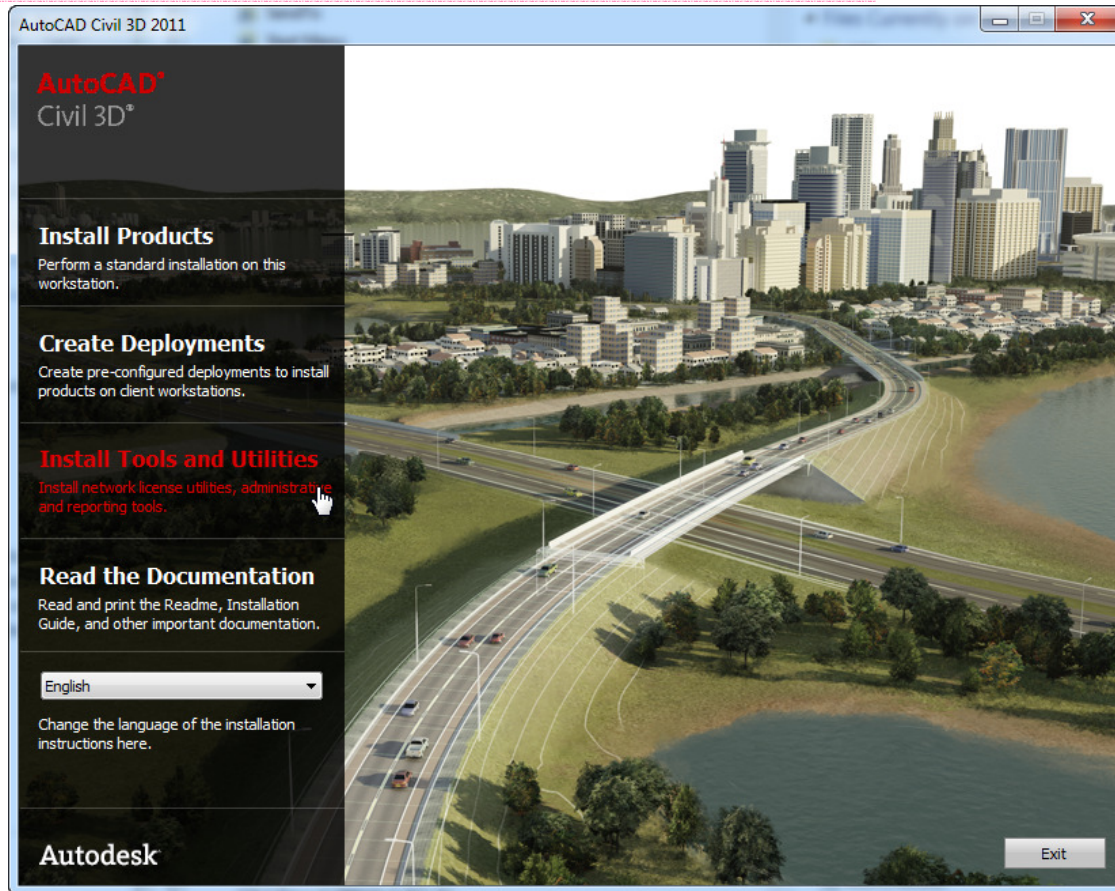 AutoCAD Civil 3D 2011
AutoCAD®
Civil 3D®
Install Products
Perform a standard installation on this
workstation.
Create Deployments
Create pre-configured deployments to install
products on client workstations.
Install Tools and Utilities
Install network license utilities, administrative
and reporting tools.
Read the Documentation
Read and print the Readme, Installation
Guide, and other important documentation.
English
Change the language of the installation
instructions here.
Autodesk
Exit